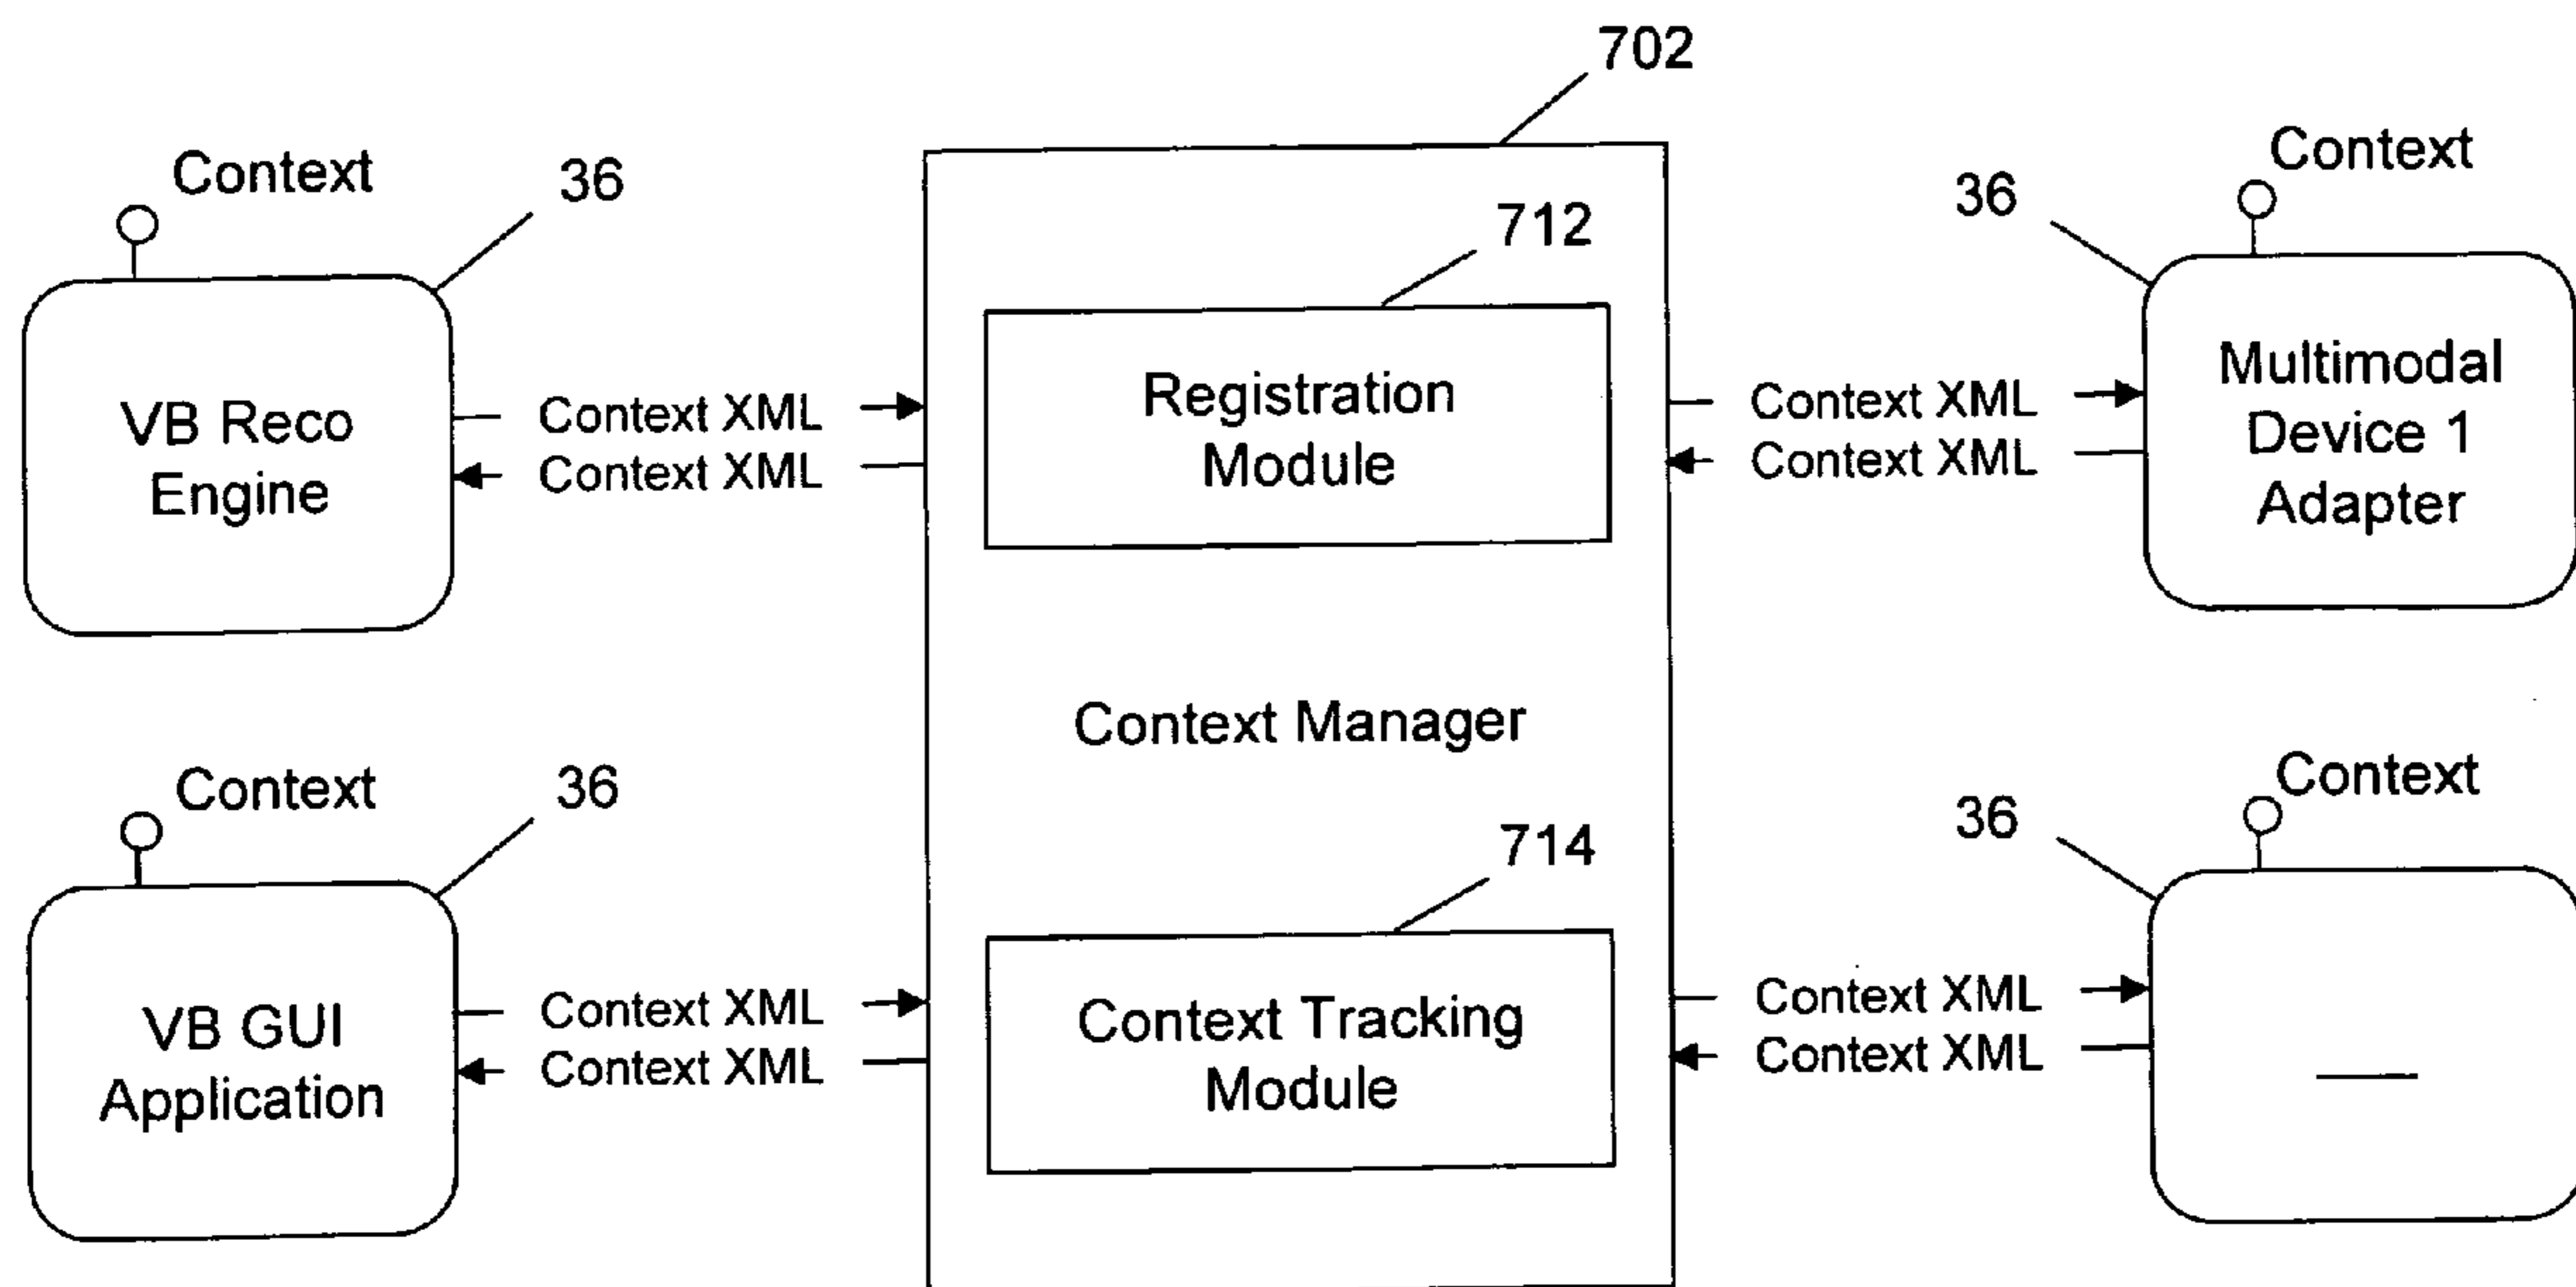 702
Context
36
712
36
Context
VB Reco
Engine
Context XML
Context XML
Registration
Module
Context XML
Context XML
Multimodal
Device 1
Adapter
Context Manager
Context
36
714
36
Context
VB GUI
Application
Context XML
Context XML
Context Tracking
Module
Context XML
Context XML